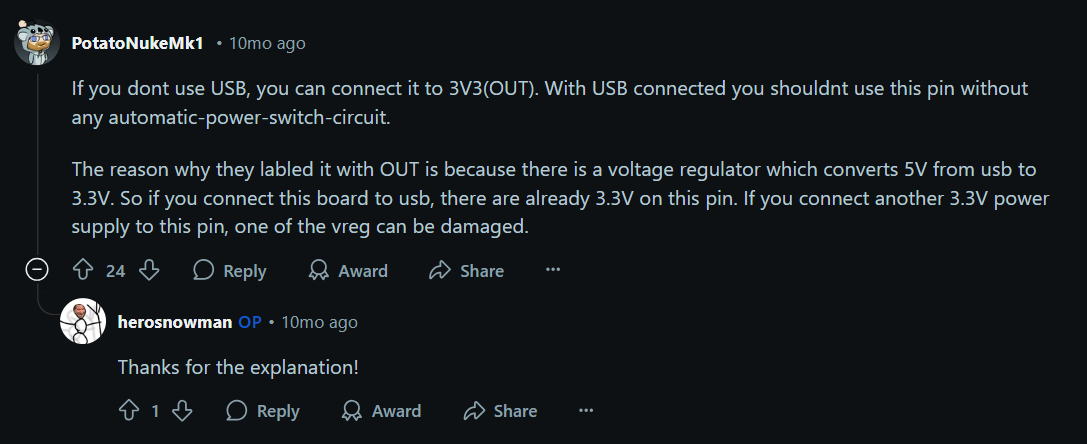 PotatoNukeMk1 • 10mo ago
If you dont use USB, you can connect it to 3V3(OUT). With USB connected you shouldnt use this pin without
any automatic-power-switch-circuit.
The reason why they labled it with OUT is because there is a voltage regulator which converts 5V from usb to
3.3V. So if you connect this board to usb, there are already 3.3V on this pin. If you connect another 3.3V power
supply to this pin, one of the vreg can be damaged.
24 Reply Award Share ...
herosnowman OP • 10mo ago
Thanks for the explanation!
1 Reply Award Share ...